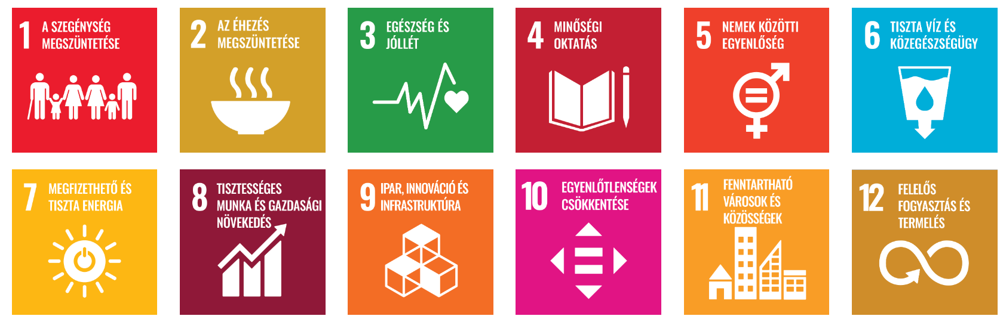 1 A SZEGÉNYSÉG
MEGSZÜNTETÉSE
2 AZ ÉHEZÉS
MEGSZÜNTETÉSE
3 EGÉSZSÉG ÉS
JÓLLÉT
4 MINŐSÉGI
OKTATÁS
5 NEMEK KÖZÖTTI
EGYENLŐSÉG
6 TISZTA VÍZ ÉS
KÖZEGÉSZSÉGÜGY
7 MEGFIZETHETŐ ÉS
TISZTA ENERGIA
8 TISZTESSÉGES
MUNKA ÉS GAZDASÁGI
NÖVEKEDÉS
9 IPAR, INNOVÁCIÓ ÉS
INFRASTRUKTÚRA
10 EGYENLŐTLENSÉGEK
CSÖKKENTÉSE
11 FENNTARTHATÓ
VÁROSOK ÉS
KÖZÖSSÉGEK
12 FELELŐS
FOGYASZTÁS ÉS
TERMELÉS